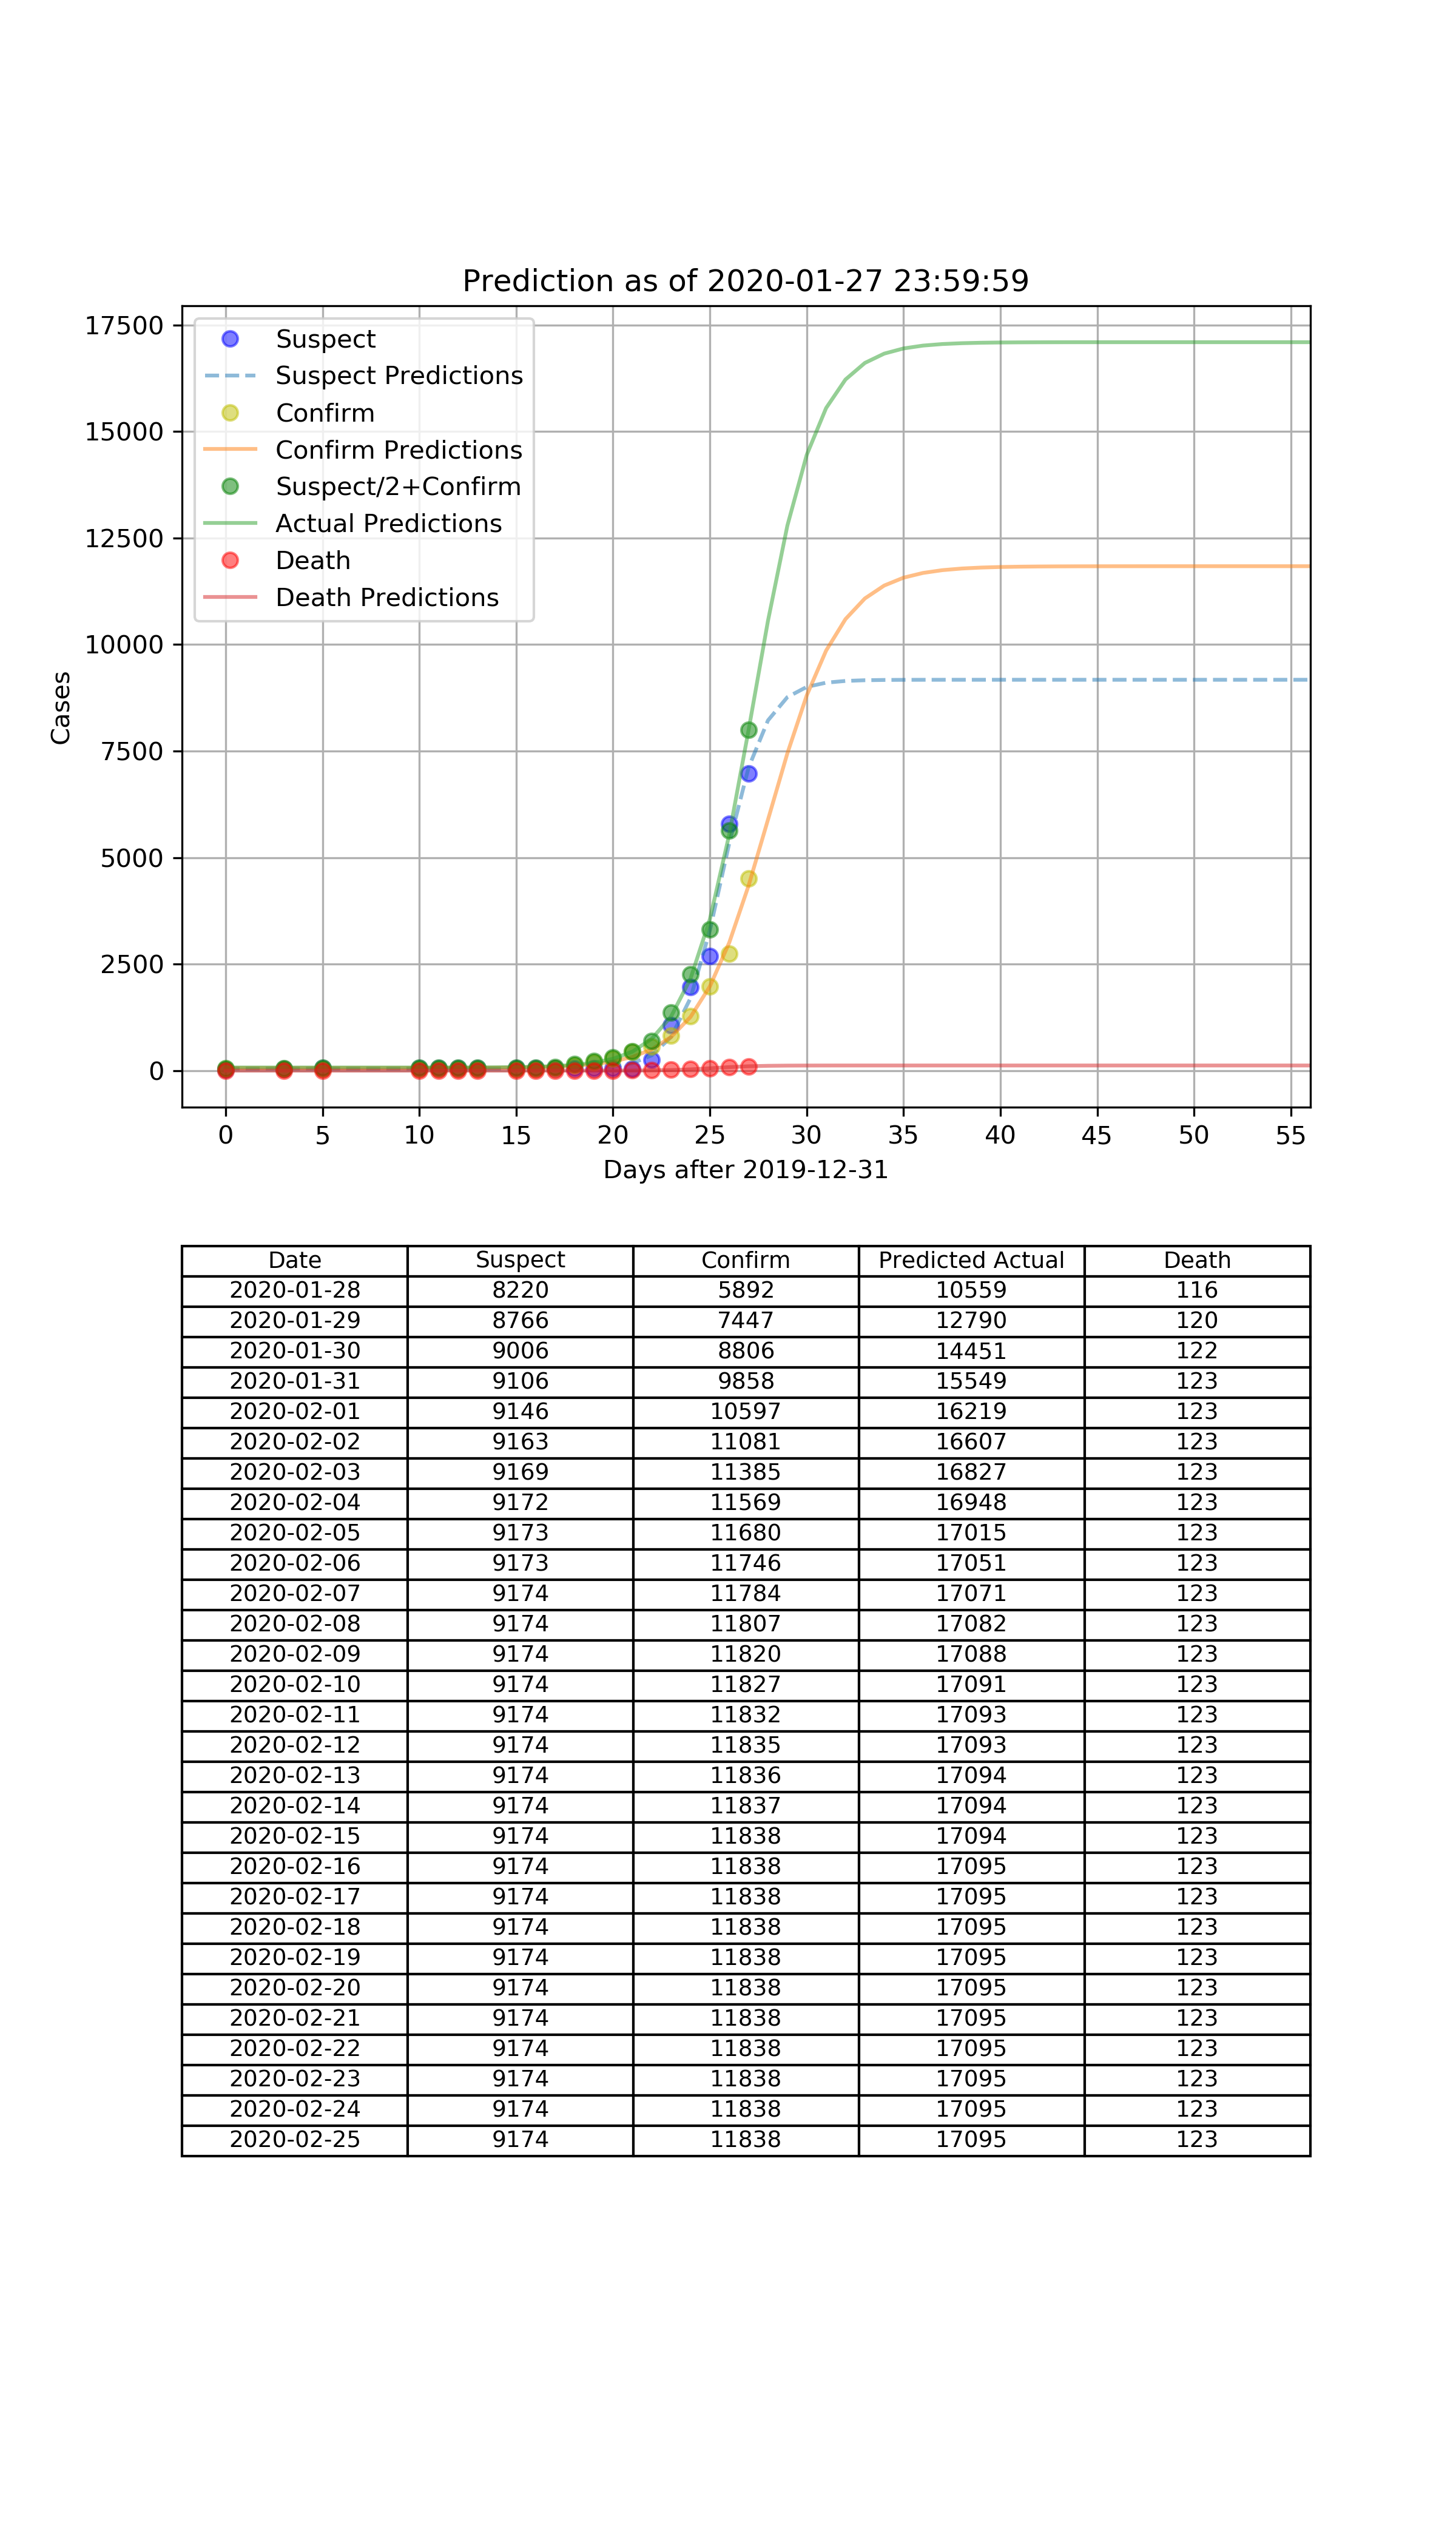 Prediction as of 2020-01-27 23:59:59
17500
15000
12500
10000
7500
5000
2500
0
Cases
Suspect
Suspect Predictions
Confirm
Confirm Predictions
Suspect/2+Confirm
Actual Predictions
Death
Death Predictions
0 5 10 15 20 25 30 35 40 45 50 55
Days after 2019-12-31
Date Suspect Confirm Predicted Actual Death
2020-01-28 8220 5892 10559 116
2020-01-29 8766 7447 12790 120
2020-01-30 9006 8806 14451 122
2020-01-31 9106 9858 15549 123
2020-02-01 9146 10597 16219 123
2020-02-02 9163 11081 16607 123
2020-02-03 9169 11385 16827 123
2020-02-04 9172 11569 16948 123
2020-02-05 9173 11680 17015 123
2020-02-06 9173 11746 17051 123
2020-02-07 9174 11784 17071 123
2020-02-08 9174 11807 17082 123
2020-02-09 9174 11820 17088 123
2020-02-10 9174 11827 17091 123
2020-02-11 9174 11832 17093 123
2020-02-12 9174 11835 17093 123
2020-02-13 9174 11836 17094 123
2020-02-14 9174 11837 17094 123
2020-02-15 9174 11838 17094 123
2020-02-16 9174 11838 17095 123
2020-02-17 9174 11838 17095 123
2020-02-18 9174 11838 17095 123
2020-02-19 9174 11838 17095 123
2020-02-20 9174 11838 17095 123
2020-02-21 9174 11838 17095 123
2020-02-22 9174 11838 17095 123
2020-02-23 9174 11838 17095 123
2020-02-24 9174 11838 17095 123
2020-02-25 9174 11838 17095 123